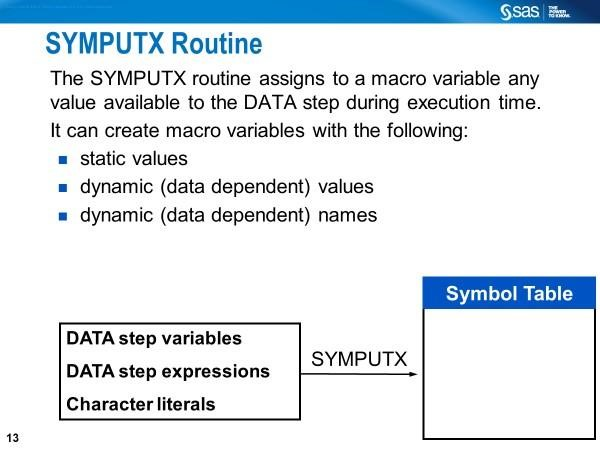 sas THE POWER TO KNOW.
SYMPUTX Routine
The SYMPUTX routine assigns to a macro variable any
value available to the DATA step during execution time.
It can create macro variables with the following:
static values
dynamic (data dependent) values
dynamic (data dependent) names
Symbol Table
DATA step variables
DATA step expressions
Character literals
SYMPUTX
13